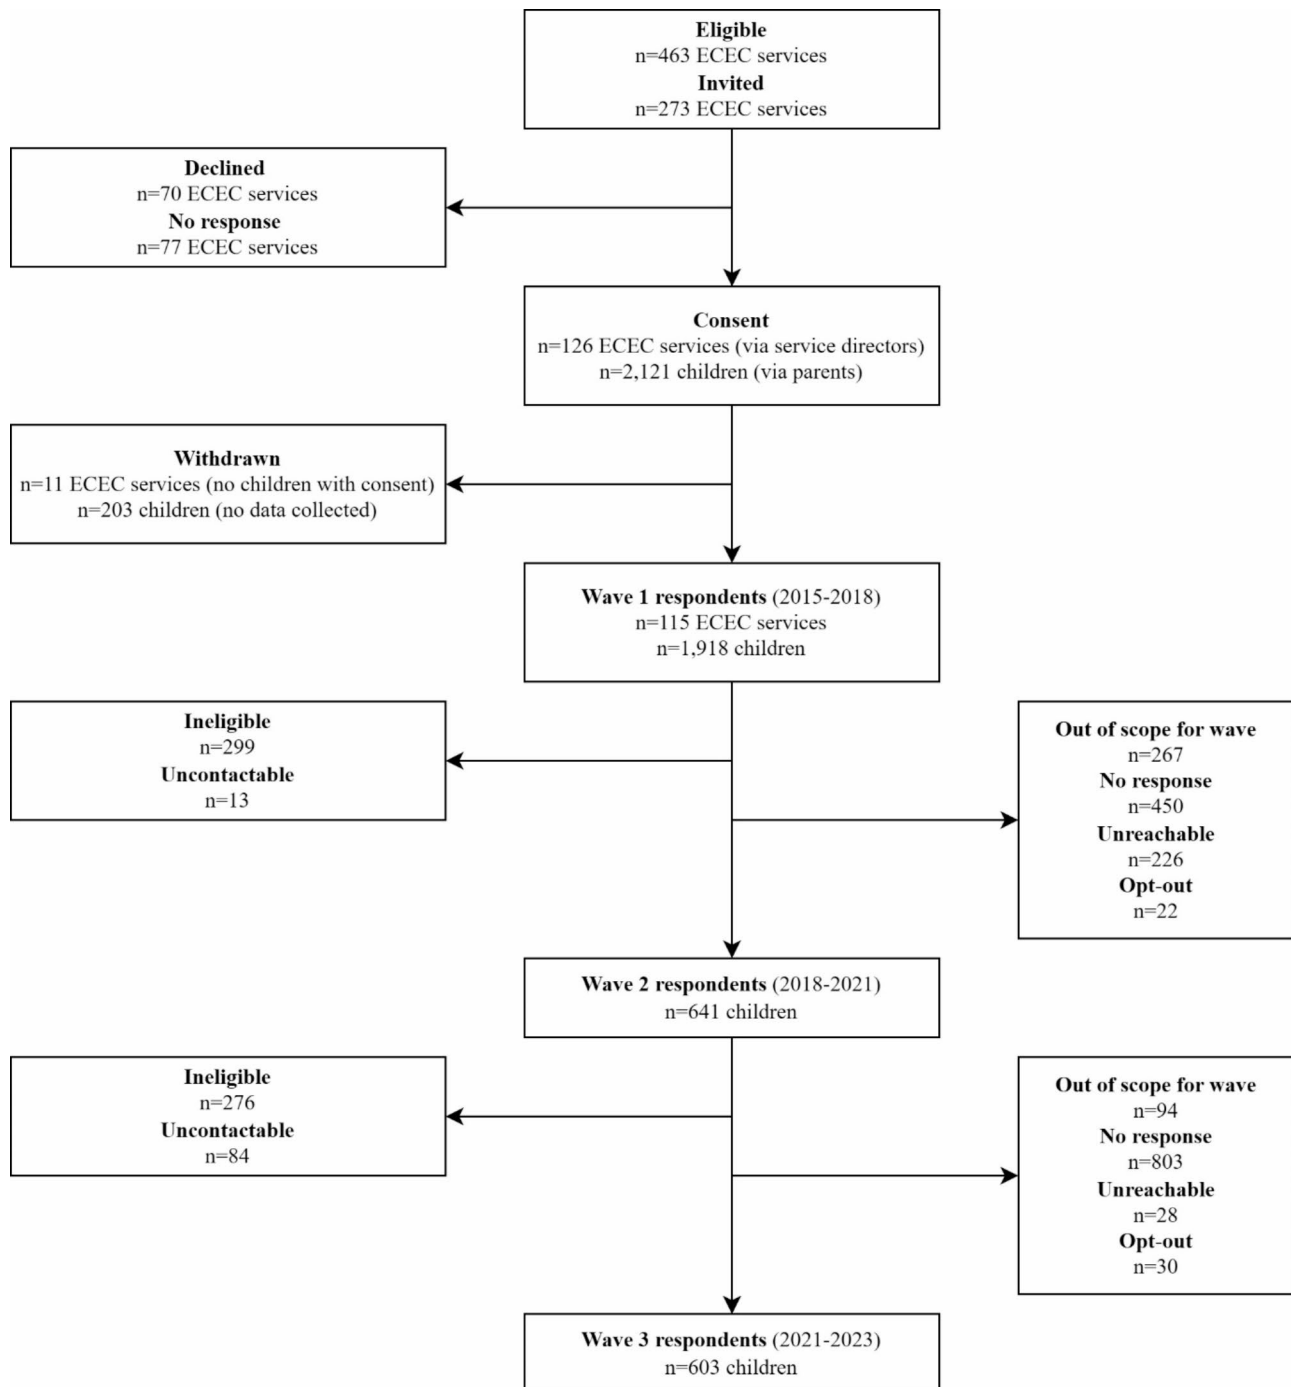 Eligible
n=463 ECEC services
Invited
n=273 ECEC services
Declined
n=70 ECEC services
No response
n=77 ECEC services
Consent
n=126 ECEC services (via service directors)
n=2,121 children (via parents)
Withdrawn
n=11 ECEC services (no children with consent)
n=203 children (no data collected)
Wave 1 respondents (2015-2018)
n=115 ECEC services
n=1,918 children
Ineligible
n=299
Uncontactable
n=13
Out of scope for wave
n=267
No response
n=450
Unreachable
n=226
Opt-out
n=22
Wave 2 respondents (2018-2021)
n=641 children
Ineligible
n=276
Uncontactable
n=84
Out of scope for wave
n=94
No response
n=803
Unreachable
n=28
Opt-out
n=30
Wave 3 respondents (2021-2023)
n=603 children